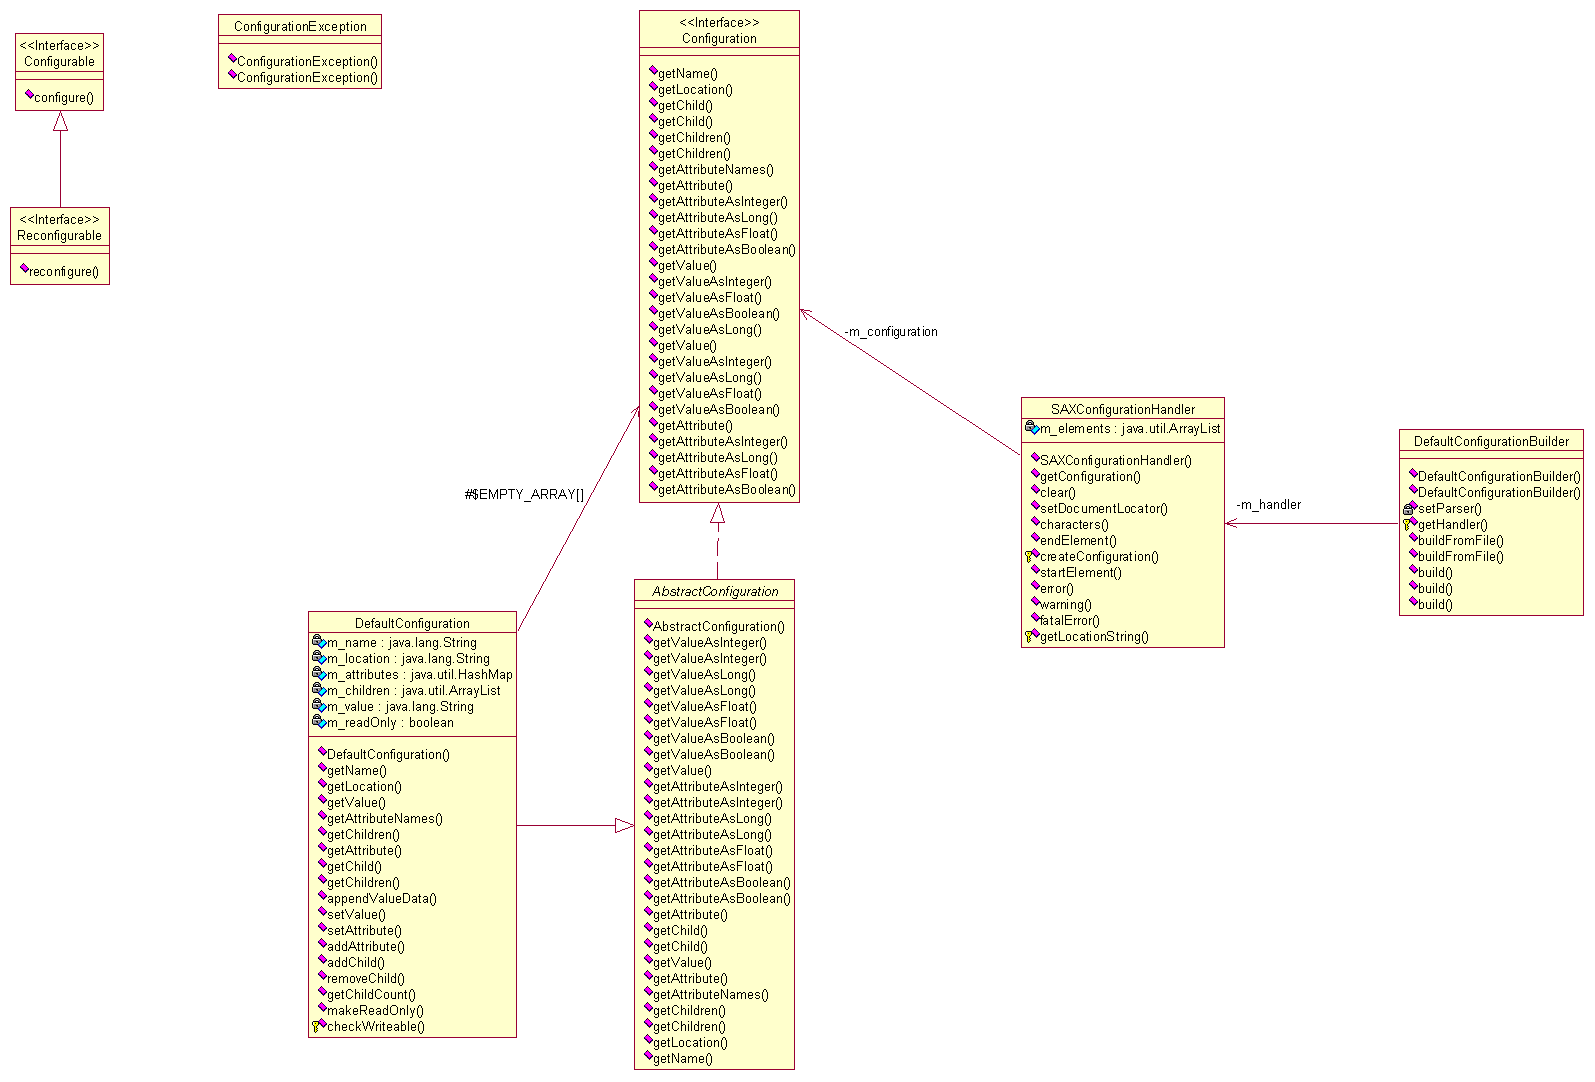 <<Interface>>
Configurable
configure()
<<Interface>>
Reconfigurable
reconfigure()
ConfigurationException
ConfigurationException()
ConfigurationException()
<<Interface>>
Configuration
getName()
getLocation()
getChild()
getChild()
getChildren()
getChildren()
getAttributeNames()
getAttribute()
getAttributeAsInteger()
getAttributeAsLong()
getAttributeAsFloat()
getAttributeAsBoolean()
getValue()
getValueAsInteger()
getValueAsFloat()
getValueAsBoolean()
getValueAsLong()
getValue()
getValueAsInteger()
getValueAsLong()
getValueAsFloat()
getValueAsBoolean()
getAttribute()
getAttributeAsInteger()
getAttributeAsLong()
getAttributeAsFloat()
getAttributeAsBoolean()
-m_configuration
SAXConfigurationHandler
m_elements : java.util.ArrayList
SAXConfigurationHandler()
getConfiguration()
clear()
setDocumentLocator()
characters()
endElement()
createConfiguration()
startElement()
error()
warning()
fatalError()
getLocationString()
-m_handler
DefaultConfigurationBuilder
DefaultConfigurationBuilder()
DefaultConfigurationBuilder()
setParser()
getHandler()
buildFromFile()
buildFromFile()
build()
build()
build()
#$EMPTY_ARRAY[]
DefaultConfiguration
m_name : java.lang.String
m_location : java.lang.String
m_attributes : java.util.HashMap
m_children : java.util.ArrayList
m_value : java.lang.String
m_readOnly : boolean
DefaultConfiguration()
getName()
getLocation()
getValue()
getAttributeNames()
getChildren()
getAttribute()
getChild()
getChildren()
appendValueData()
setValue()
setAttribute()
addAttribute()
addChild()
removeChild()
getChildCount()
makeReadOnly()
checkWriteable()
AbstractConfiguration
AbstractConfiguration()
getValueAsInteger()
getValueAsInteger()
getValueAsLong()
getValueAsLong()
getValueAsFloat()
getValueAsFloat()
getValueAsBoolean()
getValueAsBoolean()
getValue()
getAttributeAsInteger()
getAttributeAsInteger()
getAttributeAsLong()
getAttributeAsLong()
getAttributeAsFloat()
getAttributeAsFloat()
getAttributeAsBoolean()
getAttributeAsBoolean()
getAttribute()
getChild()
getChild()
getValue()
getAttribute()
getAttributeNames()
getChildren()
getChildren()
getLocation()
getName()